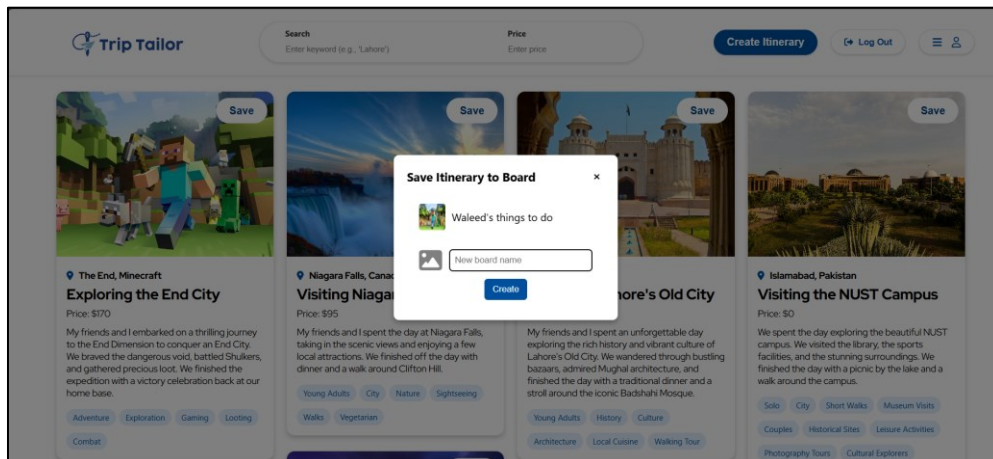 Trip Tailor
Search
Enter keyword (e.g., 'Lahore')
Price
Enter price
Create Itinerary
Log Out
Save
Save
Save
Save
Save Itinerary to Board
×
Waleed's things to do
New board name
Create
The End, Minecraft
Exploring the End City
Price: $170
My friends and I embarked on a thrilling journey
to the End Dimension to conquer an End City.
We braved the dangerous void, battled Shulkers,
and gathered precious loot. We finished the
expedition with a victory celebration back at our
home base.
Adventure Exploration Gaming Looting
Combat
Niagara Falls,
Visiting
Price: $95
My friends and I spent the day at Niagara Falls,
taking in the scenic views and enjoying a few
local attractions. We finished off the day with
dinner and a walk around Clifton Hill.
Young Adults City Nature Sightseeing
Walks Vegetarian
Old City
My friends and I spent an unforgettable day
exploring the rich history and vibrant culture of
Lahore's Old City. We wandered through bustling
bazaars, admired Mughal architecture, and
finished the day with a traditional dinner and a
stroll around the iconic Badshahi Mosque.
Young Adults History Culture
Architecture Local Cuisine Walking Tour
Islamabad, Pakistan
Visiting the NUST Campus
Price: $0
We spent the day exploring the beautiful NUST
campus. We visited the library, the sports
facilities, and the stunning surroundings. We
finished the day with a picnic by the lake and a
walk around the campus.
Solo City Short Walks Museum Visits
Couples Historical Sites Leisure Activities
Photography Tours Cultural Explorers